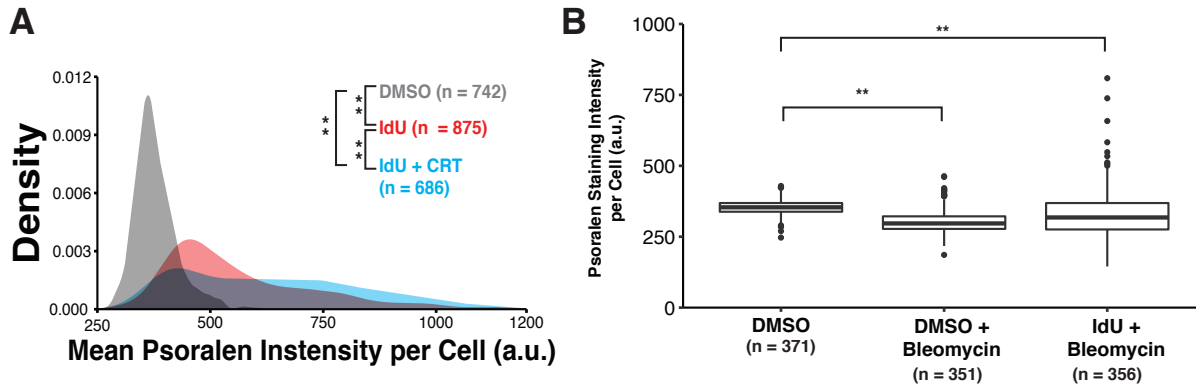 A
Density
0.012
0.009
0.006
0.003
0.000
250
500
750
1000
1200
Mean Psoralen Instensity per Cell (a.u.)
**
**
**
DMSO (n = 742)
IdU (n = 875)
IdU + CRT
(n = 686)
B
Psoralen Staining Intensity
per Cell (a.u.)
1000
750
500
250
0
**
**
DMSO
(n = 371)
DMSO +
Bleomycin
(n = 351)
IdU +
Bleomycin
(n = 356)